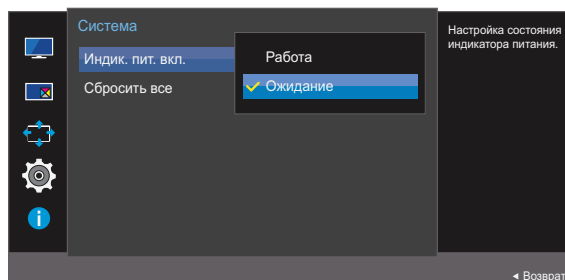 Система
Индик. пит. вкл.
Сбросить все
Работа
Ожидание
Настройка состояния
индикатора питания.
Возврат